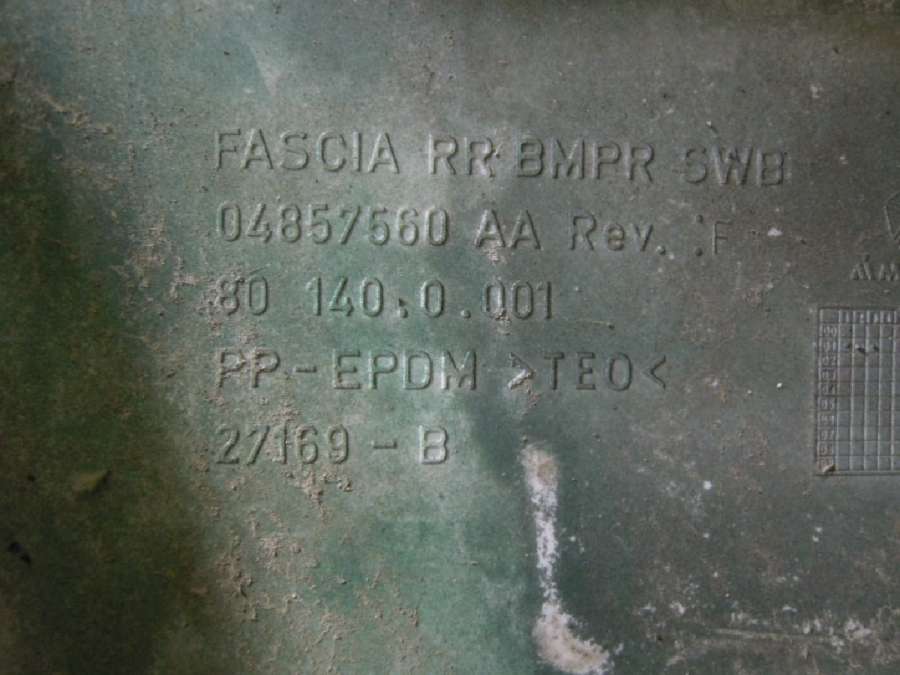 FASCIA RR BMPR SWB
04857560 AA Rev. .F
80 140.0.001
PP-EPDM >TEO<
27169-B